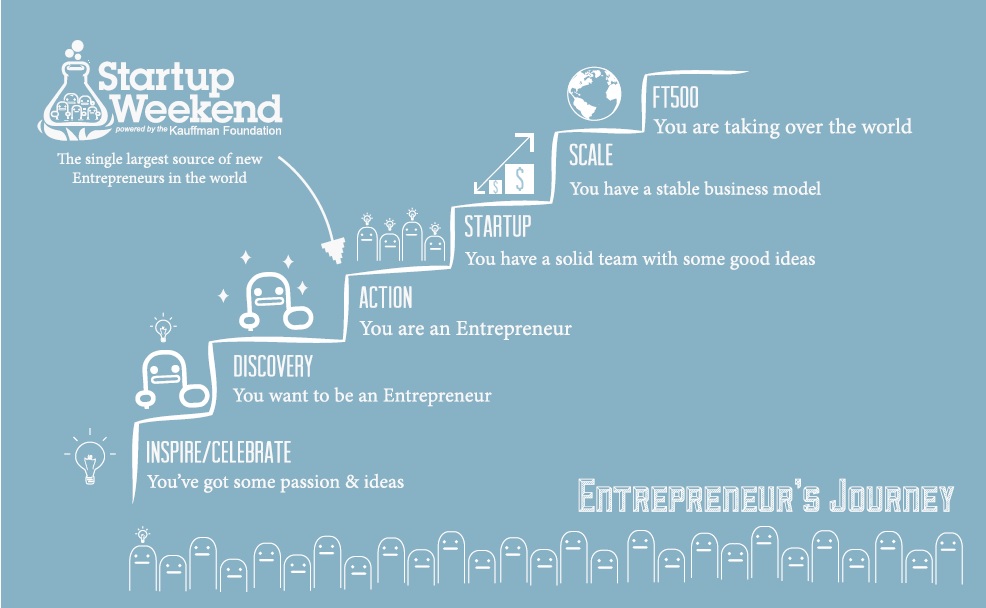 Startup
Weekend
powered by the Kauffman Foundation
The single largest source of new
Entrepreneurs in the world
FT500
You are taking over the world
SCALE
You have a stable business model
$ $
STARTUP
You have a solid team with some good ideas
ACTION
You are an Entrepreneur
DISCOVERY
You want to be an Entrepreneur
INSPIRE/CELEBRATE
You've got some passion & ideas
Entrepreneur's Journey